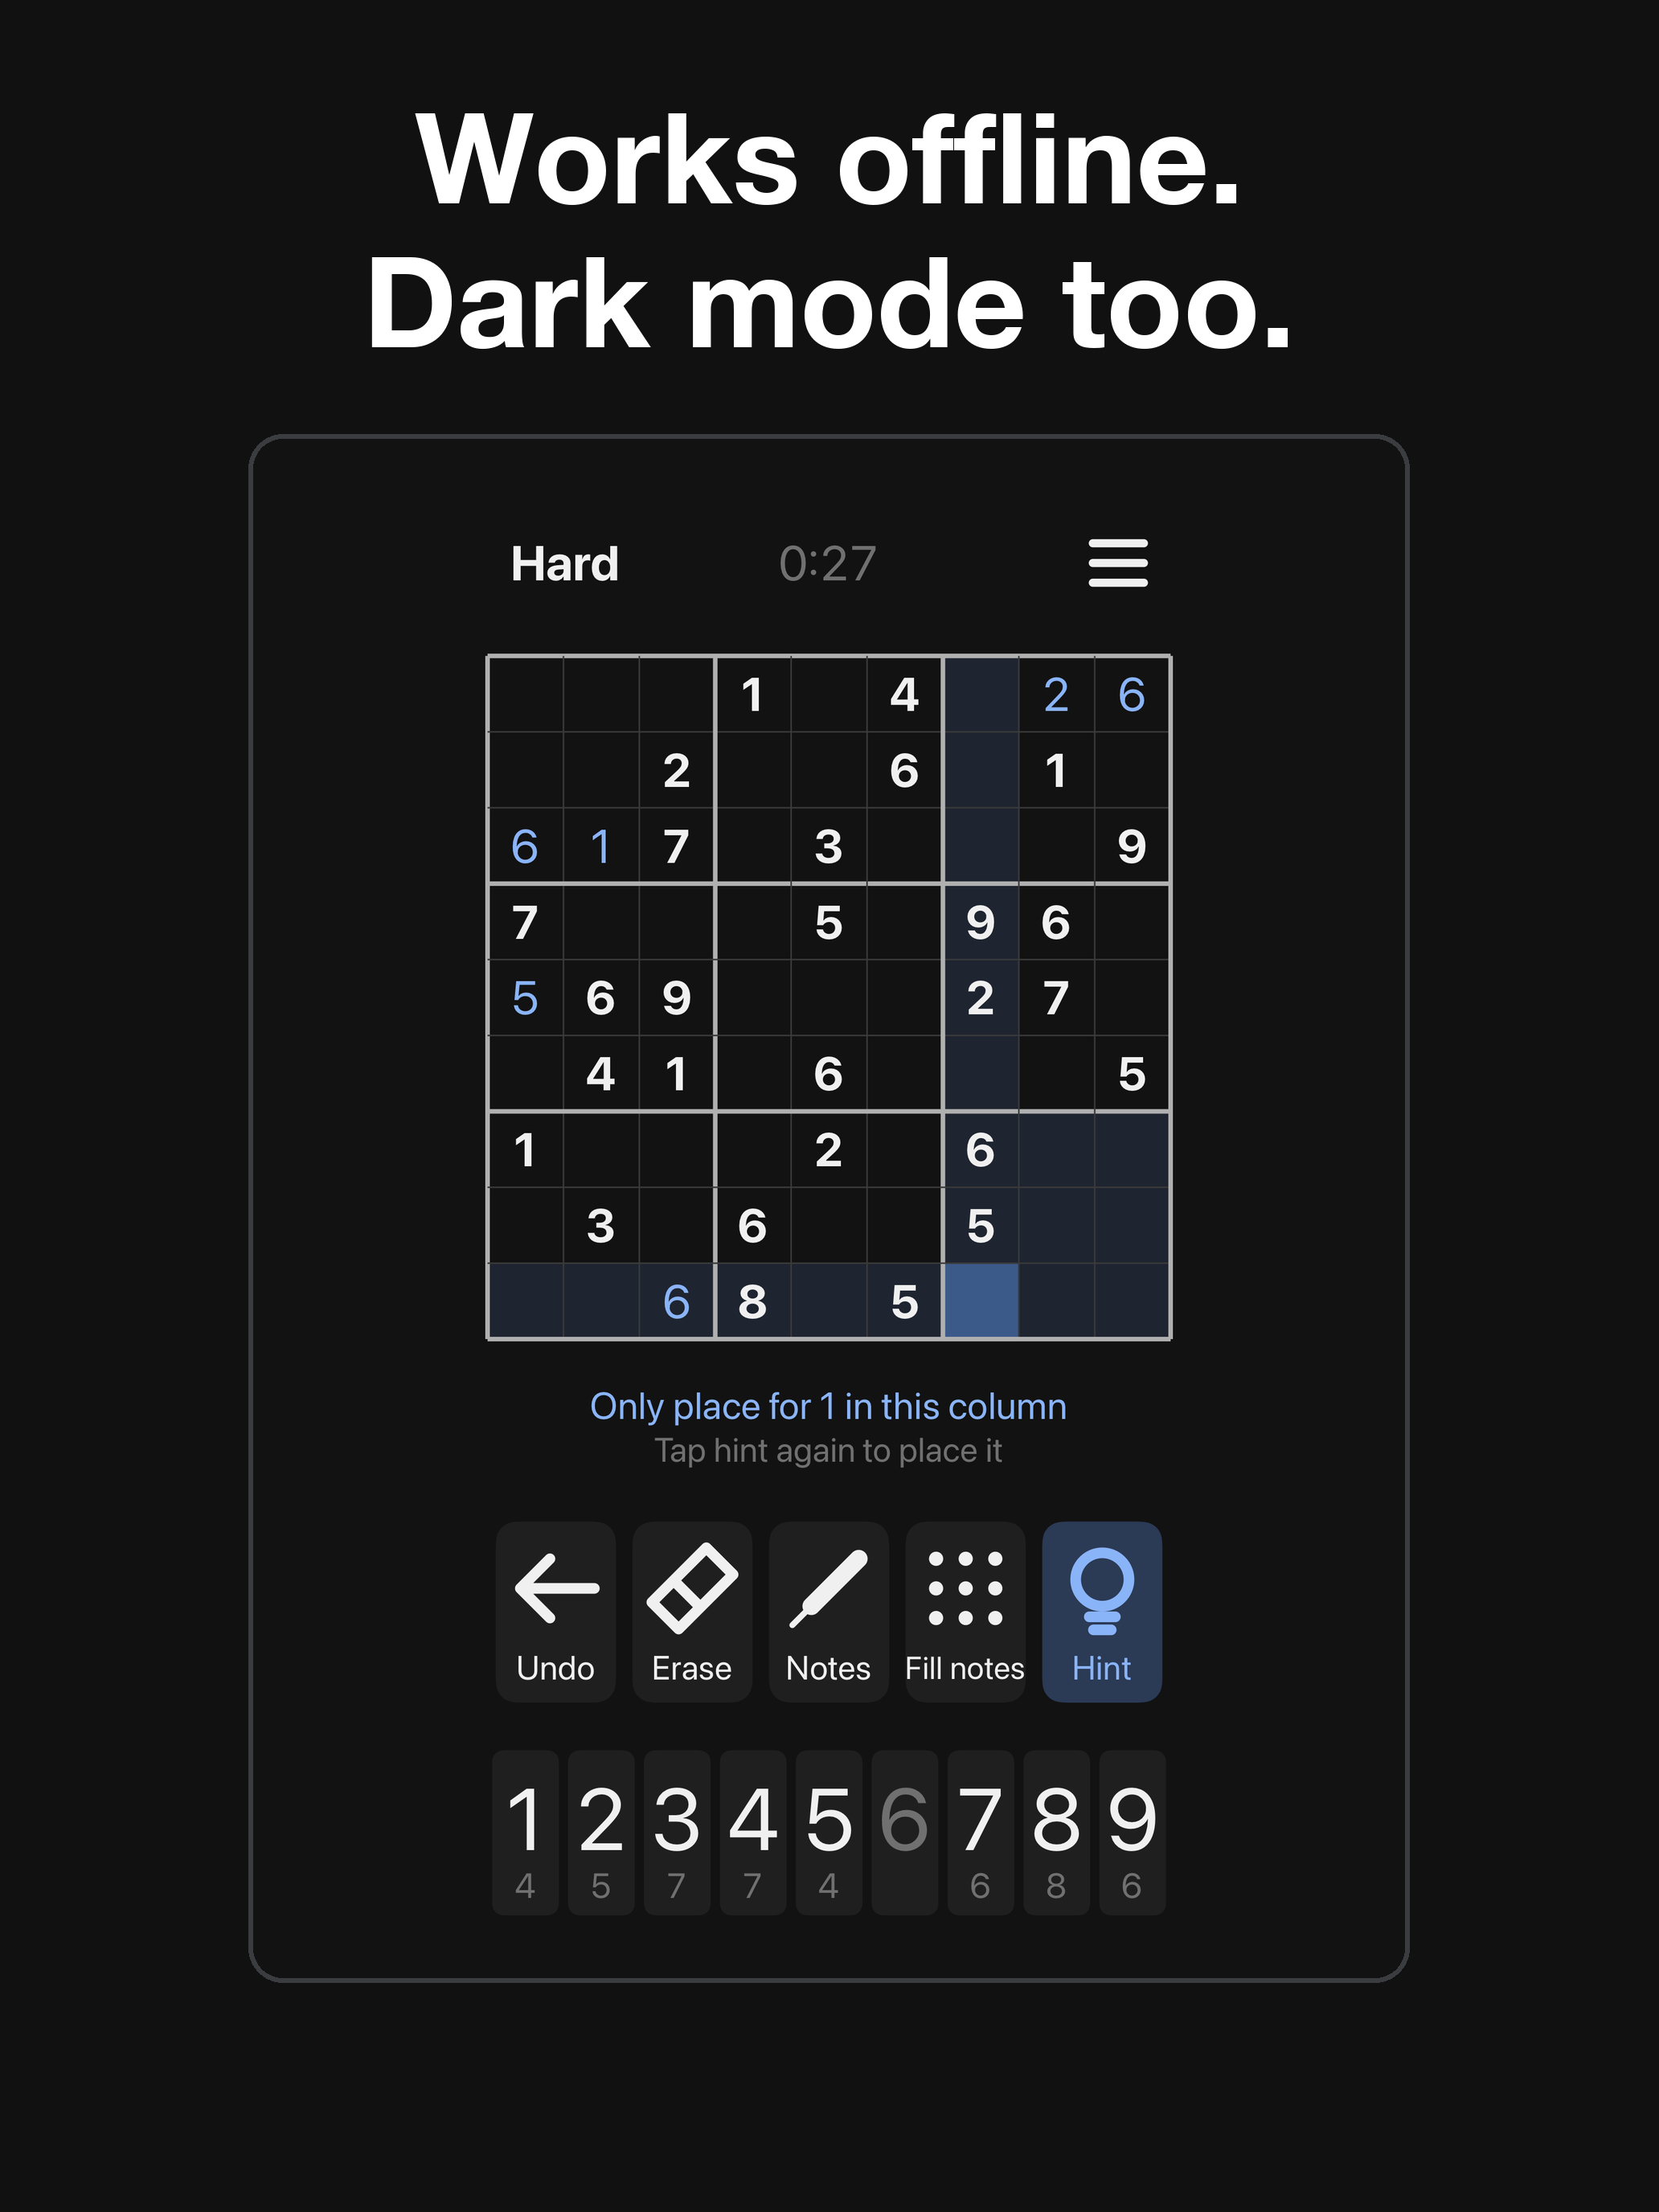 Works offline.
Dark mode too.
Hard 0:27
1 4 2 6
2 6 1
6 1 7 3 9
7 5 9 6
5 6 9 2 7
4 1 6 5
1 2 6
3 6 5
6 8 5
Only place for 1 in this column
Tap hint again to place it
Undo Erase Notes Fill notes Hint
1 2 3 4 5 6 7 8 9
4 5 7 7 4 6 8 6